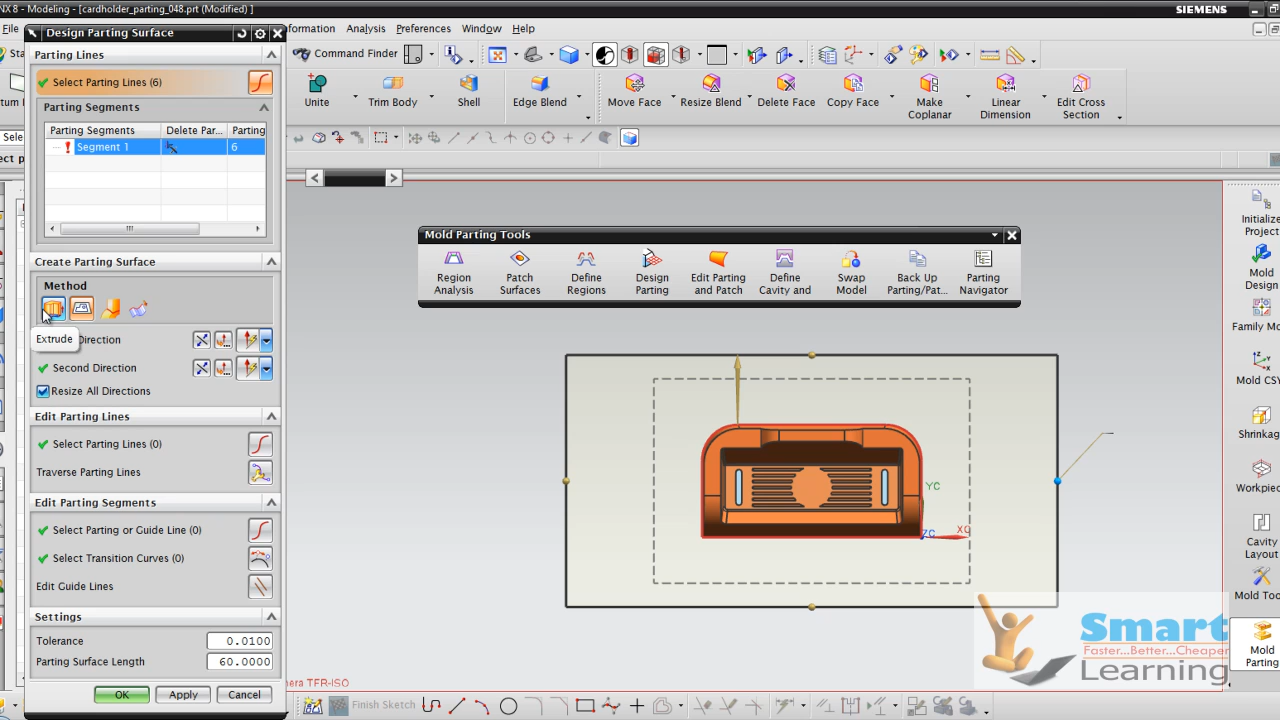 NX 8 - Modeling - [cardholder_parting_048.prt (Modified) ]
SIEMENS
File
Information Analysis Preferences Window Help
Design Parting Surface
Parting Lines
Select Parting Lines (6)
Parting Segments
Parting Segments Delete Par... Parting
Segment 1 6
Create Parting Surface
Method
Extrude
Direction
Second Direction
Resize All Directions
Edit Parting Lines
Select Parting Lines (0)
Traverse Parting Lines
Edit Parting Segments
Select Parting or Guide Line (0)
Select Transition Curves (0)
Edit Guide Lines
Settings
Tolerance 0.0100
Parting Surface Length 60.0000
OK Apply Cancel
Command Finder
Unite
Trim Body
Shell
Edge Blend
Move Face
Resize Blend
Delete Face
Copy Face
Make
Coplanar
Linear
Dimension
Edit Cross
Section
Mold Parting Tools
Region
Analysis
Patch
Surfaces
Define
Regions
Design
Parting
Edit Parting
and Patch
Define
Cavity and
Swap
Model
Back Up
Parting/Pat...
Parting
Navigator
YC
ZC
XC
Initialize
Project
Mold
Design
Family Mo
Mold CSY
Shrinkag
Workpiec
Cavity
Layout
Mold Too
Mold
Parting
Smart
Faster...Better...Cheaper
Learning
era TFR-ISO
Finish Sketch